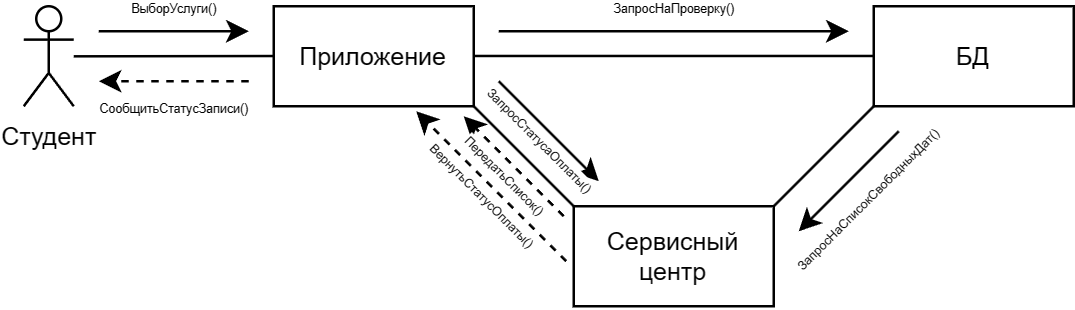 ВыборУслуги()
ЗапросНаПроверку()
Приложение
БД
СообщитьСтатусЗаписи()
Студент
ЗапросСтатусаОплаты()
ПередатьСписок()
ВернутьСтатусОплаты()
ЗапросНаСписокСвободныхДат()
Сервисный
центр